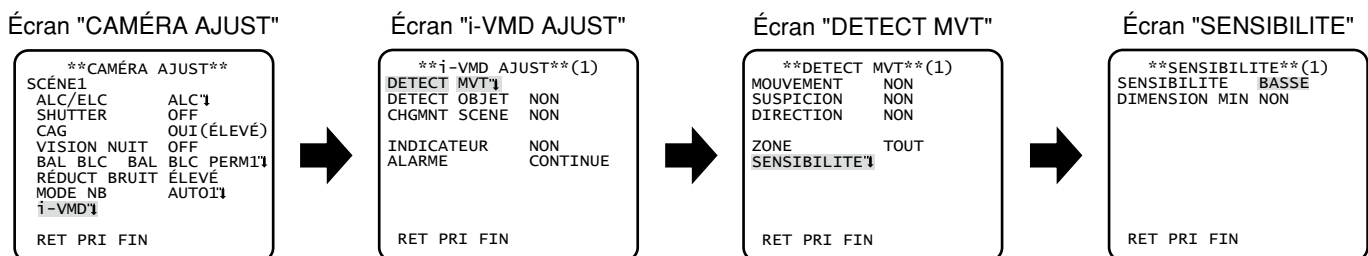 Écran "CAMÉRA AJUST"
**CAMÉRA AJUST**
SCÉNE1
ALC/ELC ALC
SHUTTER OFF
CAG OUI(ÉLEVÉ)
VISION NUIT OFF
BAL BLC BAL BLC PERM1
RÉDUCT BRUIT ÉLEVÉ
MODE NB AUTO1
i-VMD
RET PRI FIN
Écran "i-VMD AJUST"
**i-VMD AJUST**(1)
DETECT MVT
DETECT OBJET NON
CHGMNT SCENE NON
INDICATEUR NON
ALARME CONTINUE
RET PRI FIN
Écran "DETECT MVT"
**DETECT MVT**(1)
MOUVEMENT NON
SUSPICION NON
DIRECTION NON
ZONE TOUT
SENSIBILITE
RET PRI FIN
Écran "SENSIBILITE"
**SENSIBILITE**(1)
SENSIBILITE BASSE
DIMENSION MIN NON
RET PRI FIN